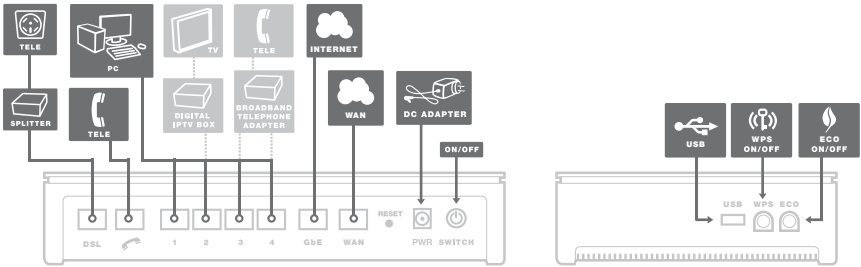 TELE
PC
TV
TELE
INTERNET
SPLITTER
TELE
DIGITAL
IPTV BOX
BROADBAND
TELEPHONE
ADAPTER
WAN
DC ADAPTER
ON/OFF
USB
WPS
ON/OFF
ECO
ON/OFF
DSL
1
2
3
4
GbE
WAN
RESET
PWR
SWITCH
USB
WPS
ECO